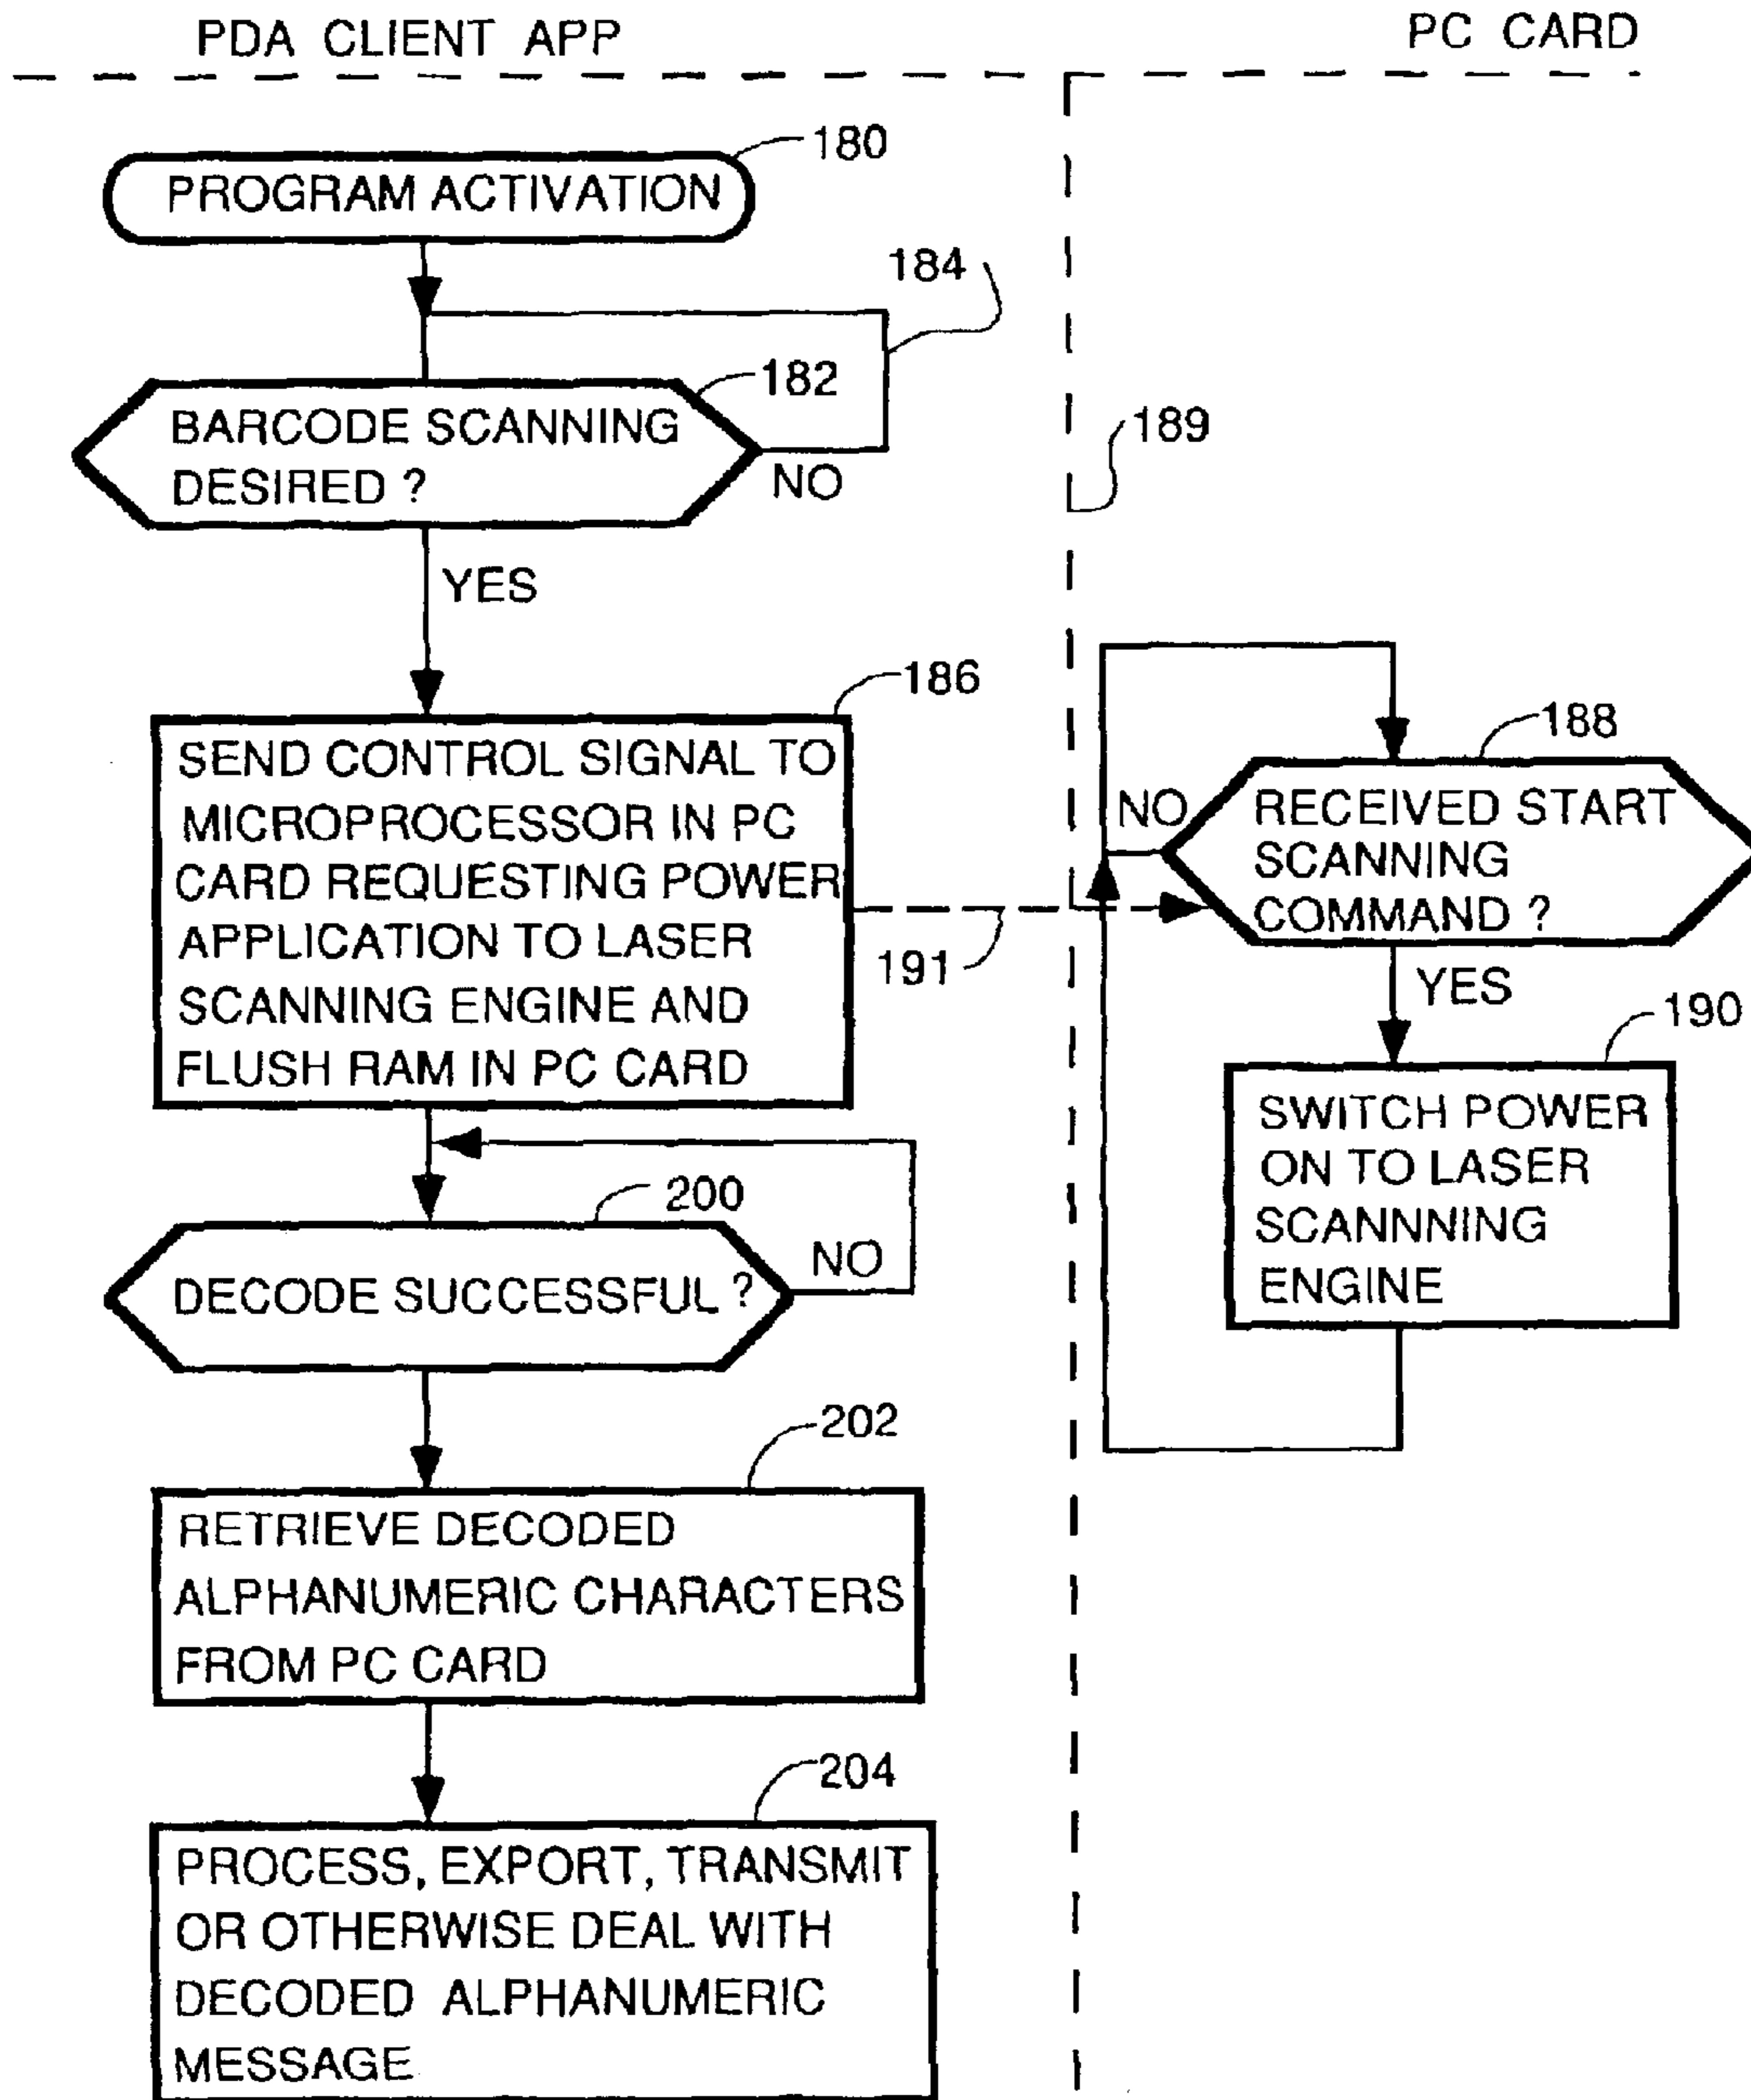 PDA CLIENT APP
PC CARD
180
PROGRAM ACTIVATION
184
182
BARCODE SCANNING
DESIRED ?
NO
189
YES
186
SEND CONTROL SIGNAL TO
MICROPROCESSOR IN PC
CARD REQUESTING POWER
APPLICATION TO LASER
SCANNING ENGINE AND
FLUSH RAM IN PC CARD
188
NO
RECEIVED START
SCANNING
COMMAND ?
191
YES
190
SWITCH POWER
ON TO LASER
SCANNNING
ENGINE
200
DECODE SUCCESSFUL ?
NO
202
RETRIEVE DECODED
ALPHANUMERIC CHARACTERS
FROM PC CARD
204
PROCESS, EXPORT, TRANSMIT
OR OTHERWISE DEAL WITH
DECODED ALPHANUMERIC
MESSAGE